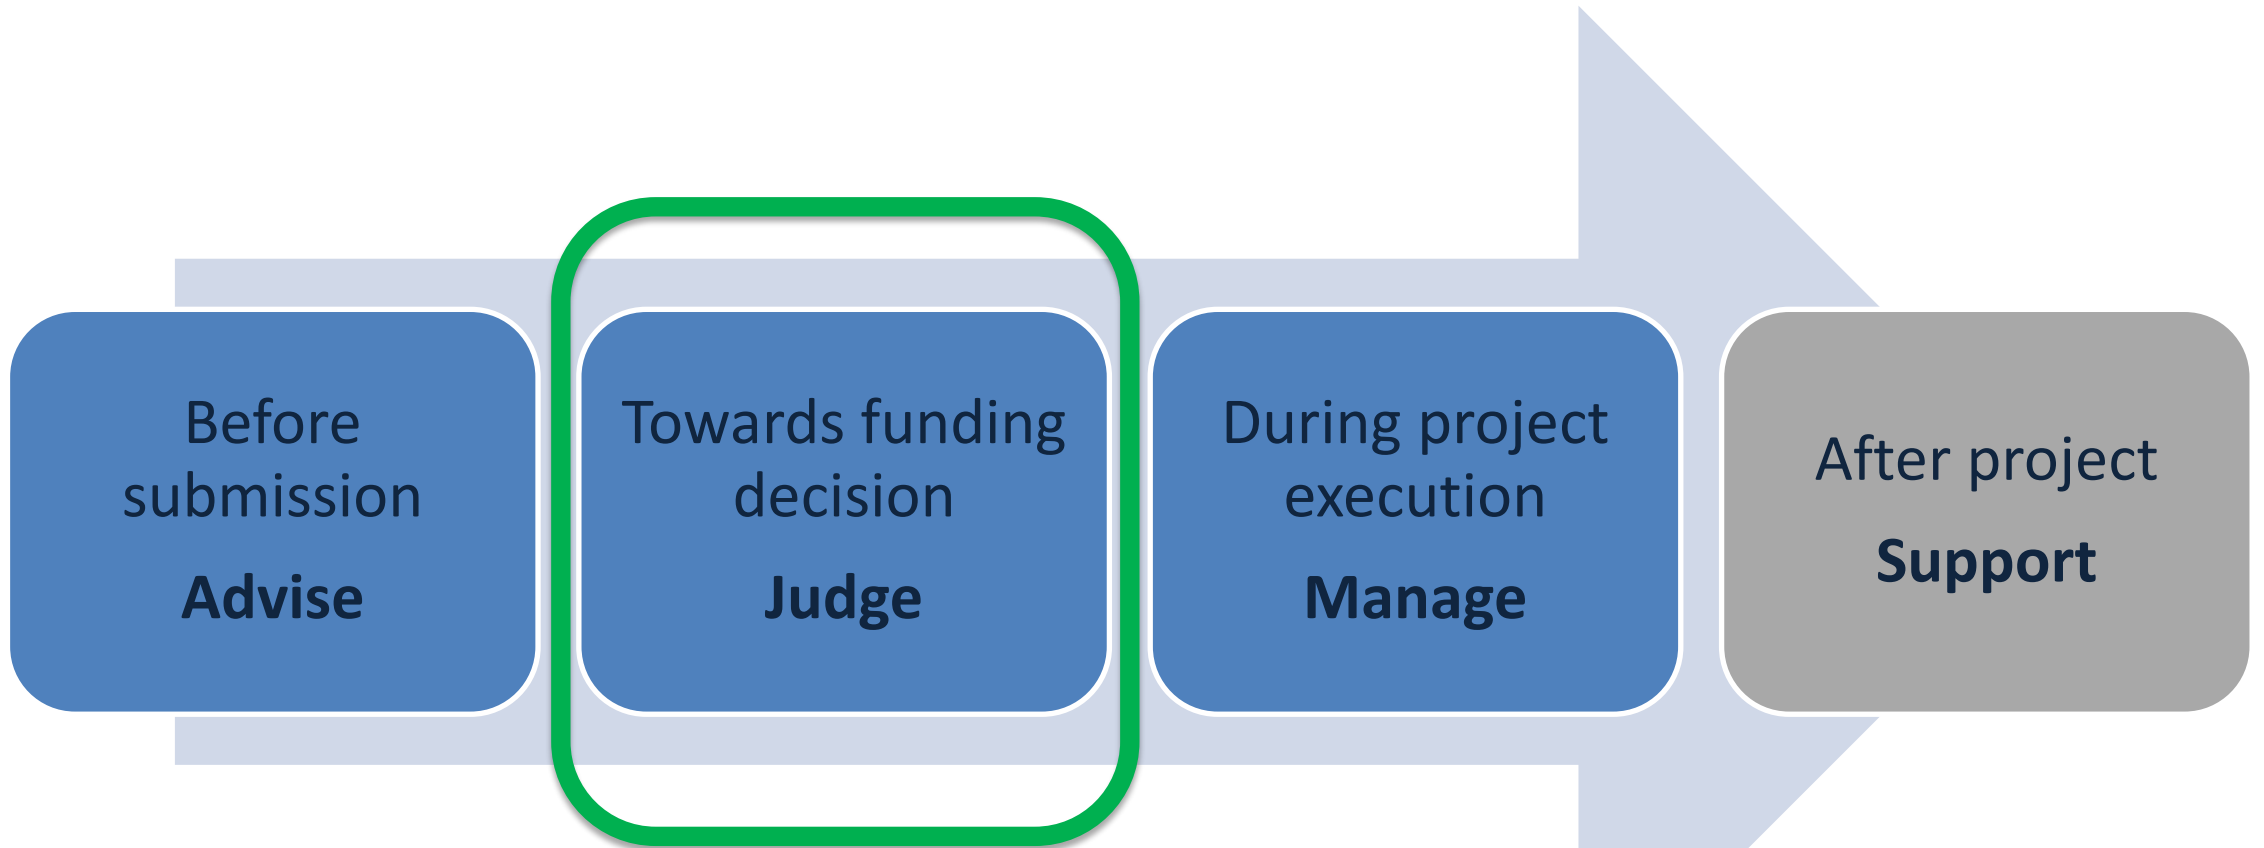 Before
submission
Advise
Towards funding
decision
Judge
During project
execution
Manage
After project
Support